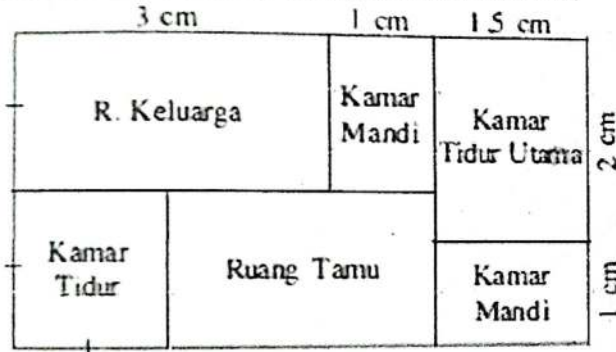 3 cm 1 cm 1.5 cm
R. Keluarga
Kamar
Mandi
Kamar
Tidur Utama
2 cm
Kamar
Tidur
Ruang Tamu
Kamar
Mandi
1 cm